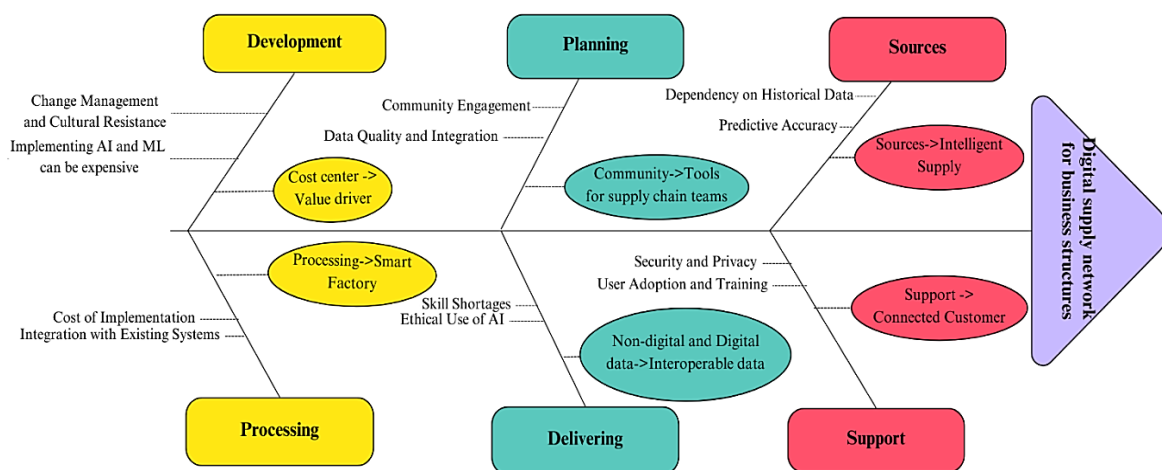 Development
Planning
Sources
Change Management
and Cultural Resistance
Implementing AI and ML
can be expensive
Cost center ->
Value driver
Community Engagement
Data Quality and Integration
Community->Tools
for supply chain teams
Dependency on Historical Data
Predictive Accuracy
Sources->Intelligent
Supply
Digital supply network
for business structures
Processing->Smart
Factory
Cost of Implementation
Integration with Existing Systems
Skill Shortages
Ethical Use of AI
Non-digital and Digital
data->Interoperable data
Security and Privacy
User Adoption and Training
Support ->
Connected Customer
Processing
Delivering
Support